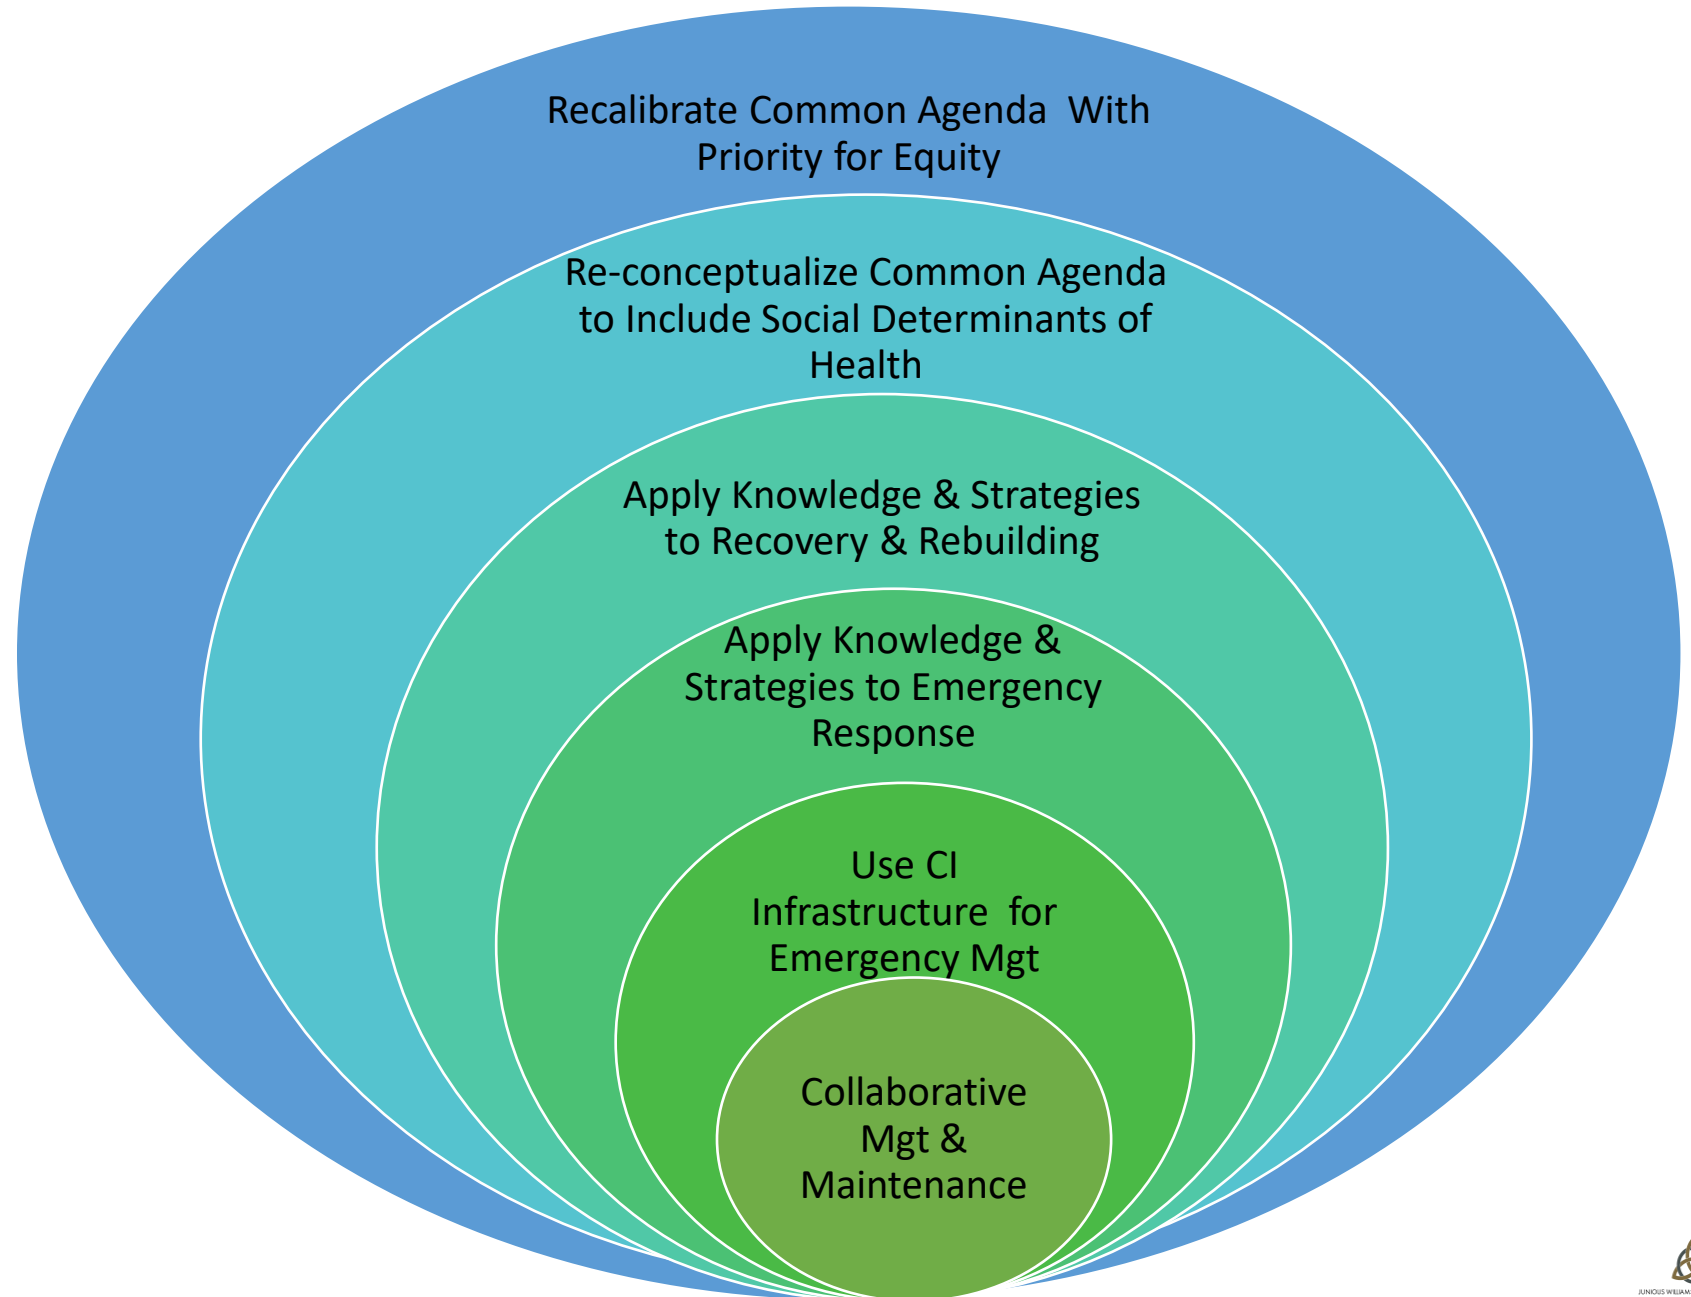 Recalibrate Common Agenda  With
Priority for Equity
Re-conceptualize Common Agenda
to Include Social Determinants of
Health
Apply Knowledge & Strategies
to Recovery & Rebuilding
Apply Knowledge &
Strategies to Emergency
Response
Use CI
Infrastructure  for
Emergency Mgt
Collaborative
Mgt &
Maintenance
JUNIOUS